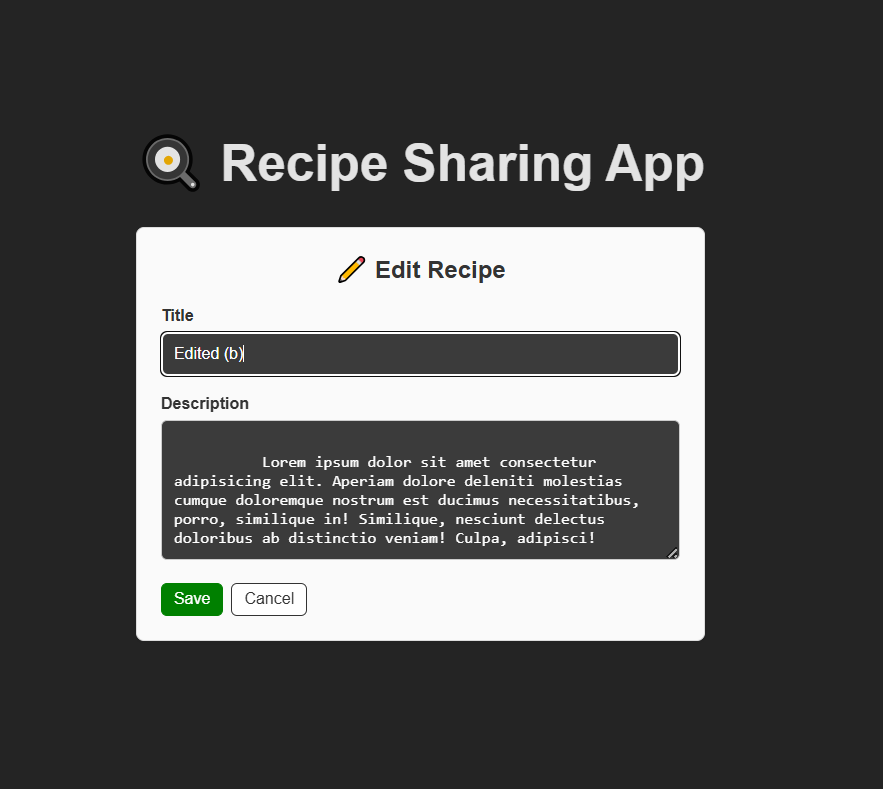 Recipe Sharing App
Edit Recipe
Title
Edited (b)
Description
Lorem ipsum dolor sit amet consectetur
adipisicing elit. Aperiam dolore deleniti molestias
cumque doloremque nostrum est ducimus necessitatibus,
porro, similique in! Similique, nesciunt delectus
doloribus ab distinctio veniam! Culpa, adipisci!
Save
Cancel